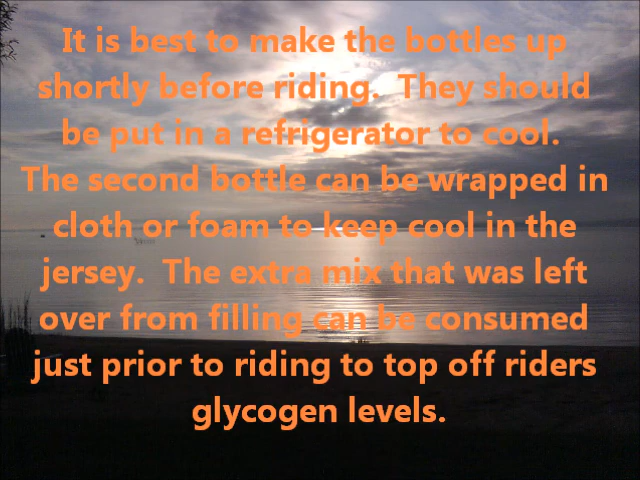 It is best to make the bottles up
shortly before riding.  They should
be put in a refrigerator to cool.
The second bottle can be wrapped in
cloth or foam to keep cool in the
jersey.  The extra mix that was left
over from filling can be consumed
just prior to riding to top off riders
glycogen levels.